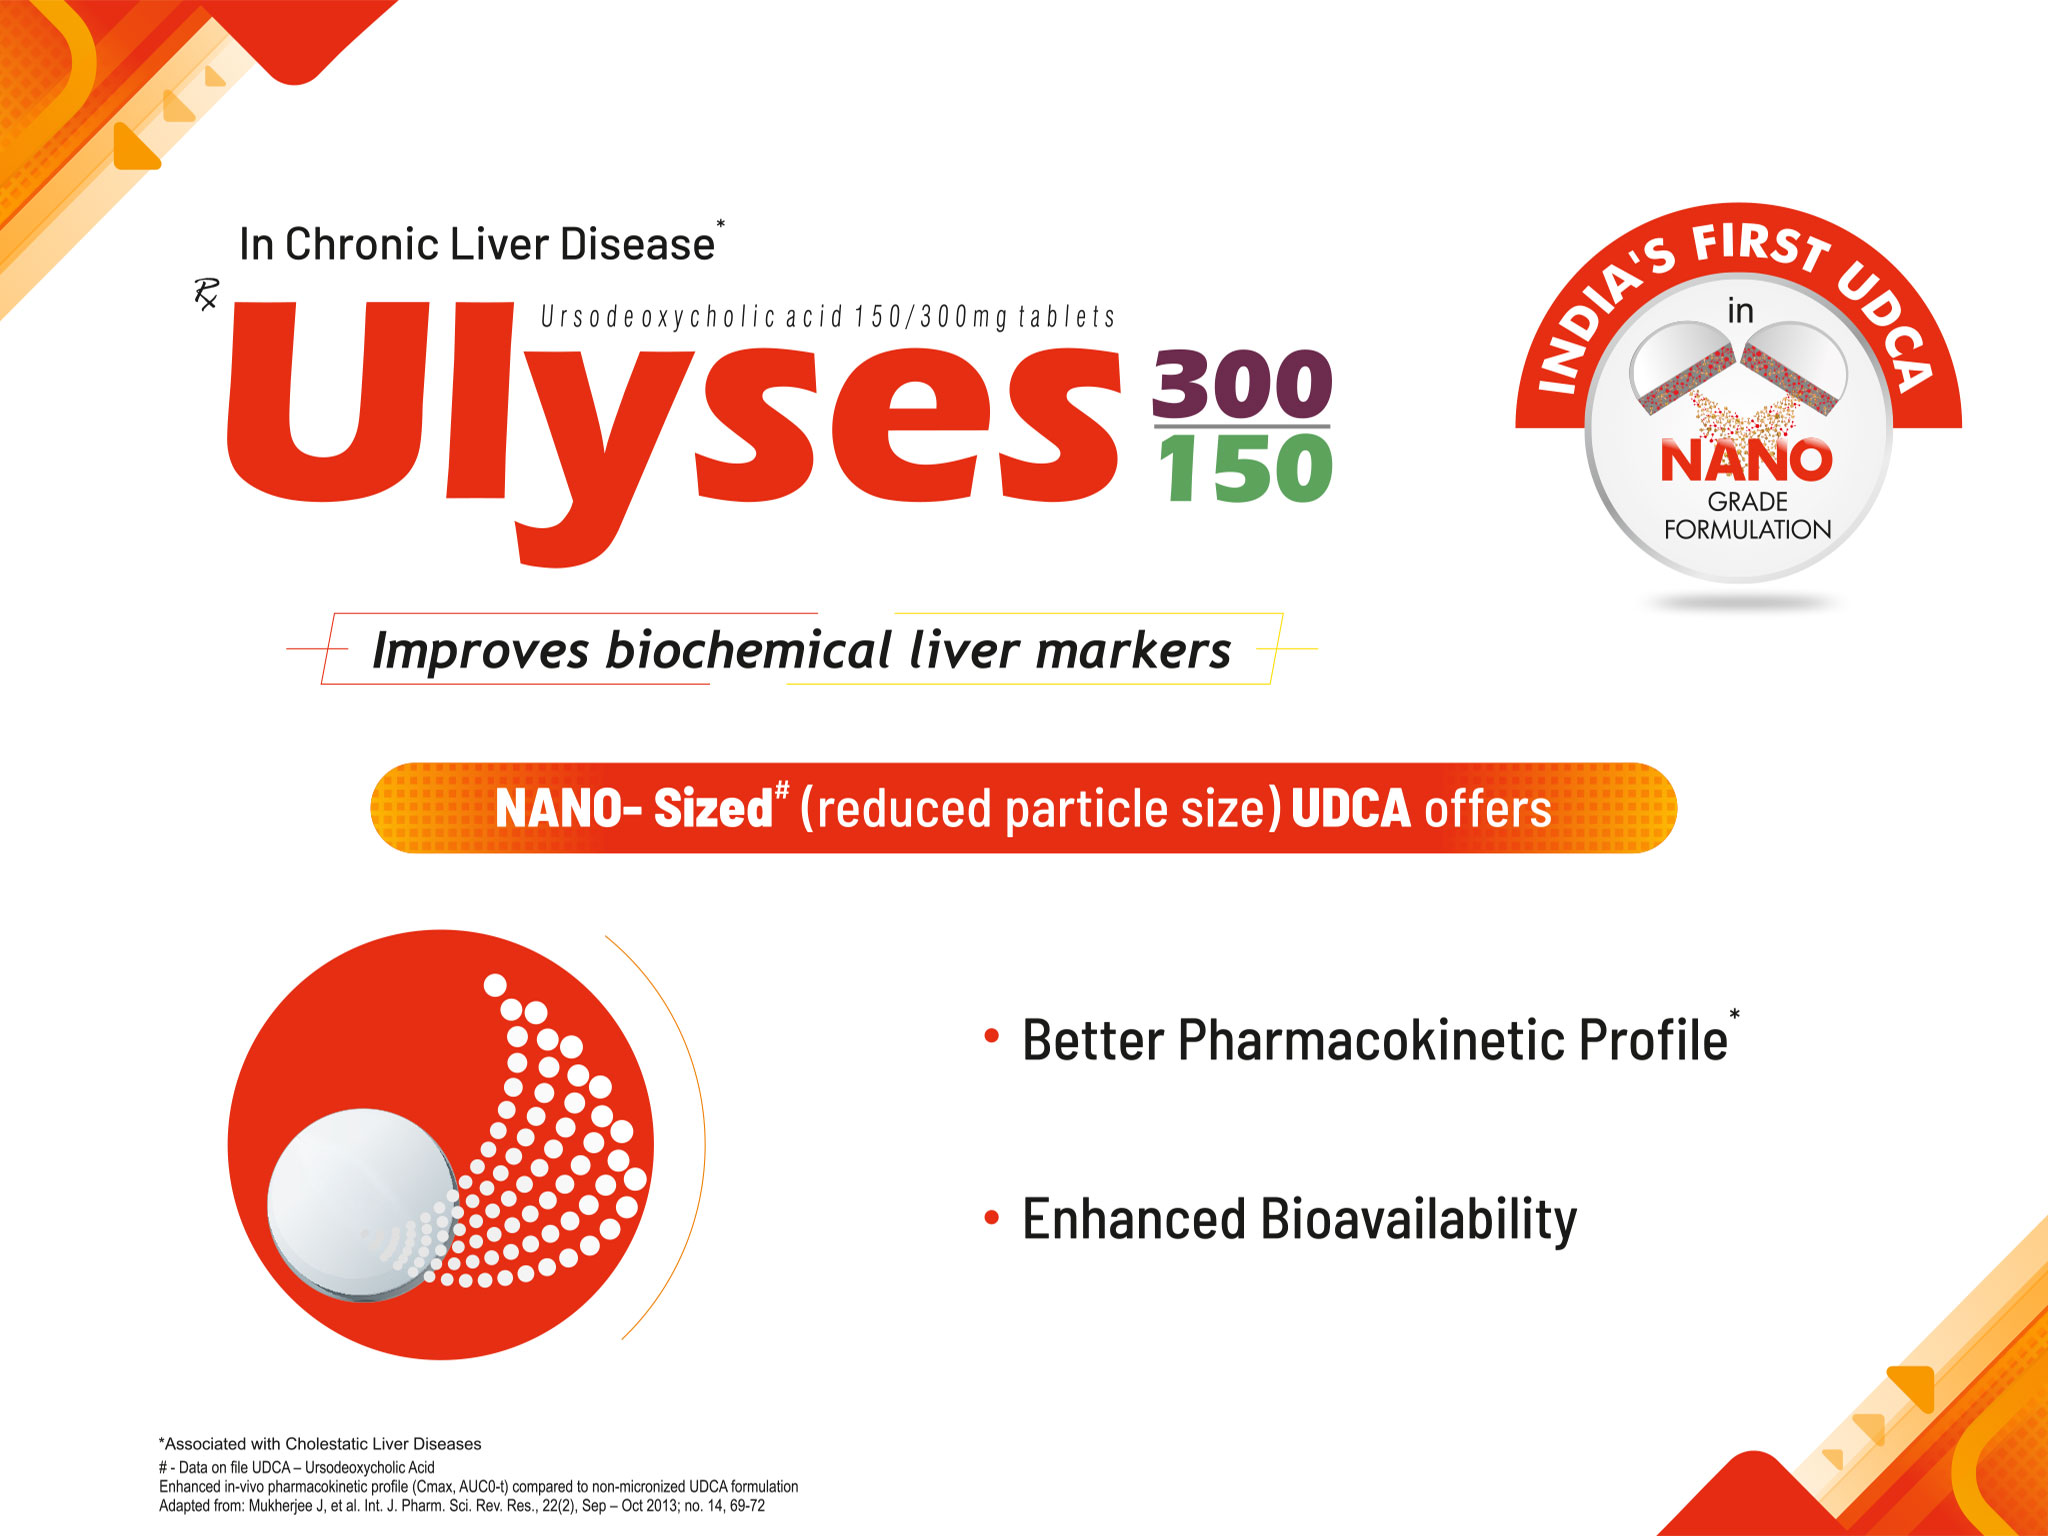 In Chronic Liver Disease*
Rx
Ursodeoxycholic acid 150/300mg tablets
Ulyses 300
150
INDIA'S FIRST UDCA
in
NANO
GRADE
FORMULATION
Improves biochemical liver markers
NANO- Sized# (reduced particle size) UDCA offers
• Better Pharmacokinetic Profile*
• Enhanced Bioavailability
*Associated with Cholestatic Liver Diseases
# - Data on file UDCA – Ursodeoxycholic Acid
Enhanced in-vivo pharmacokinetic profile (Cmax, AUC0-t) compared to non-micronized UDCA formulation
Adapted from: Mukherjee J, et al. Int. J. Pharm. Sci. Rev. Res., 22(2), Sep – Oct 2013; no. 14, 69-72